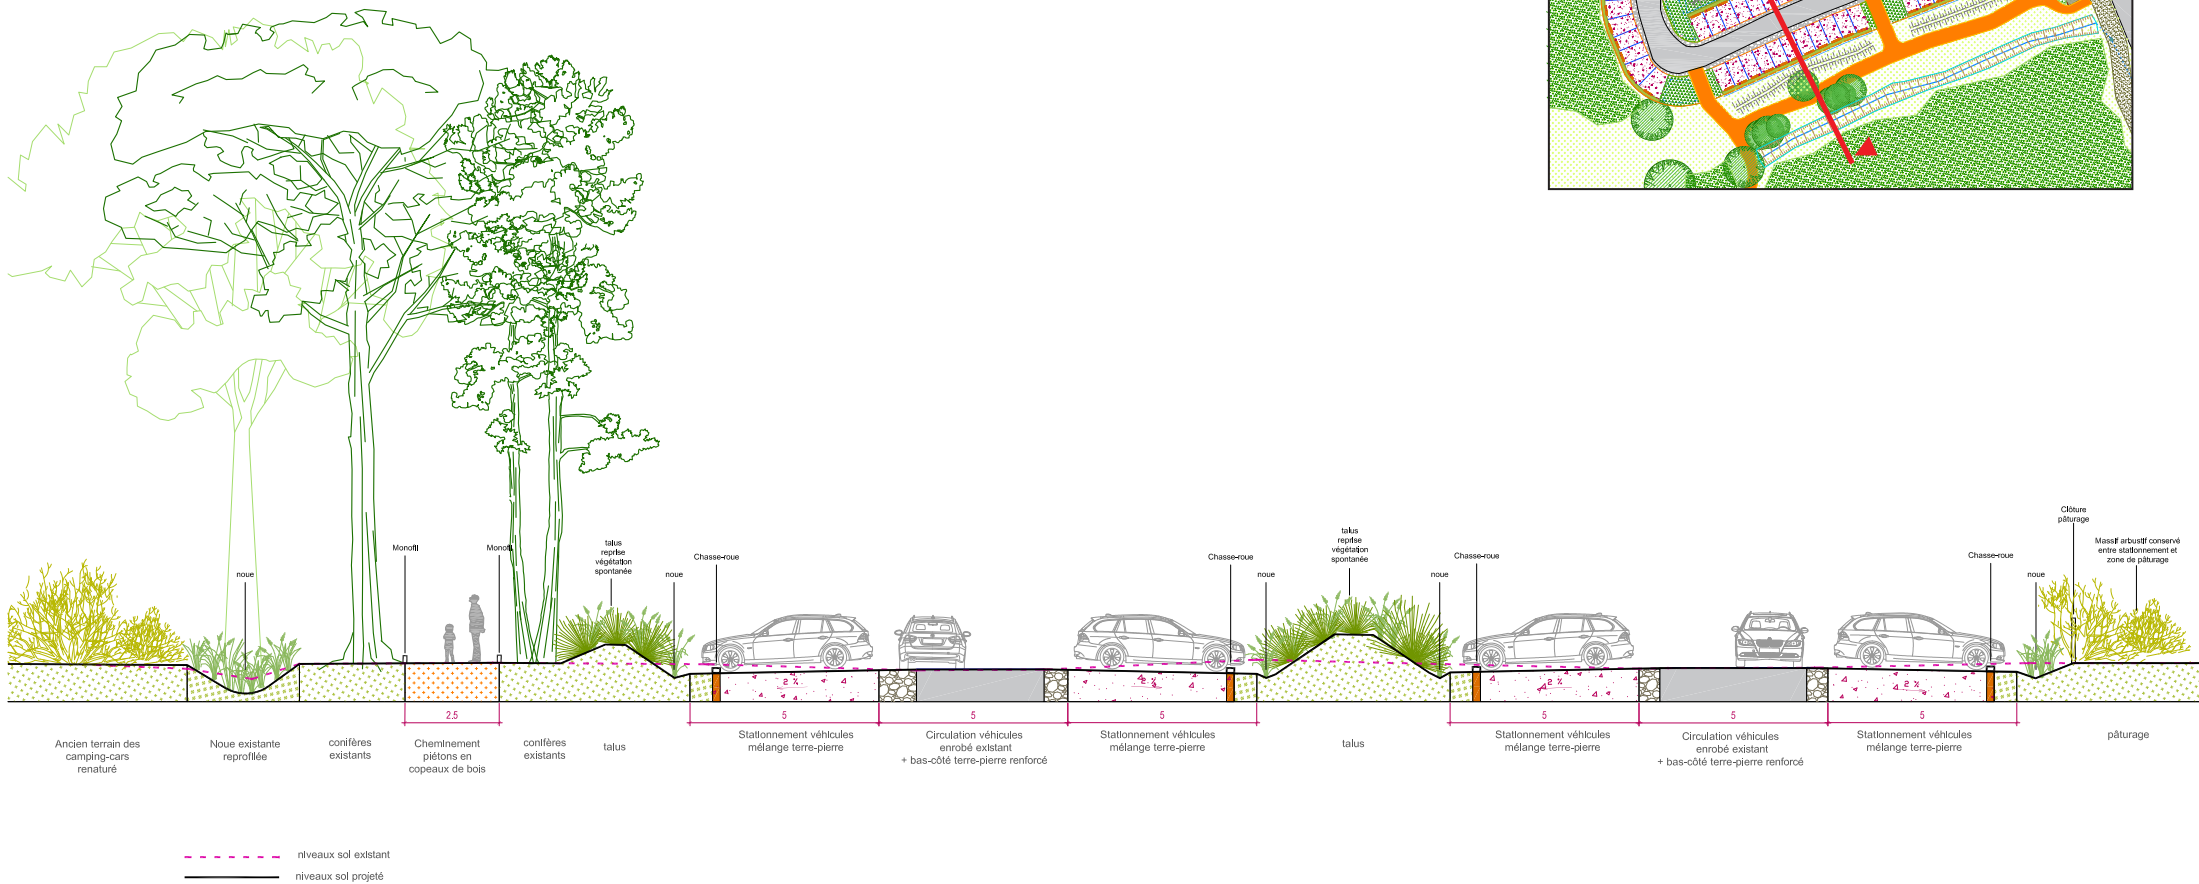 Clôture
pâturage
talus
reprise
végétation
spontanée
talus
reprise
végétation
spontanée
Massif arbustif conservé
entre stationnement et
zone de pâturage
Monofil
Monofil
Chasse-roue
Chasse-roue
Chasse-roue
Chasse-roue
noue
noue
noue
noue
noue
2 %
2 %
2 %
2 %
2.5
5
5
5
5
5
5
Ancien terrain des
camping-cars
renaturé
Noue existante
reprofilée
conifères
existants
Cheminement
piétons en
copeaux de bois
conifères
existants
talus
Stationnement véhicules
mélange terre-pierre
Circulation véhicules
enrobé existant
+ bas-côté terre-pierre renforcé
Stationnement véhicules
mélange terre-pierre
talus
Stationnement véhicules
mélange terre-pierre
Circulation véhicules
enrobé existant
+ bas-côté terre-pierre renforcé
Stationnement véhicules
mélange terre-pierre
pâturage
niveaux sol existant
niveaux sol projeté